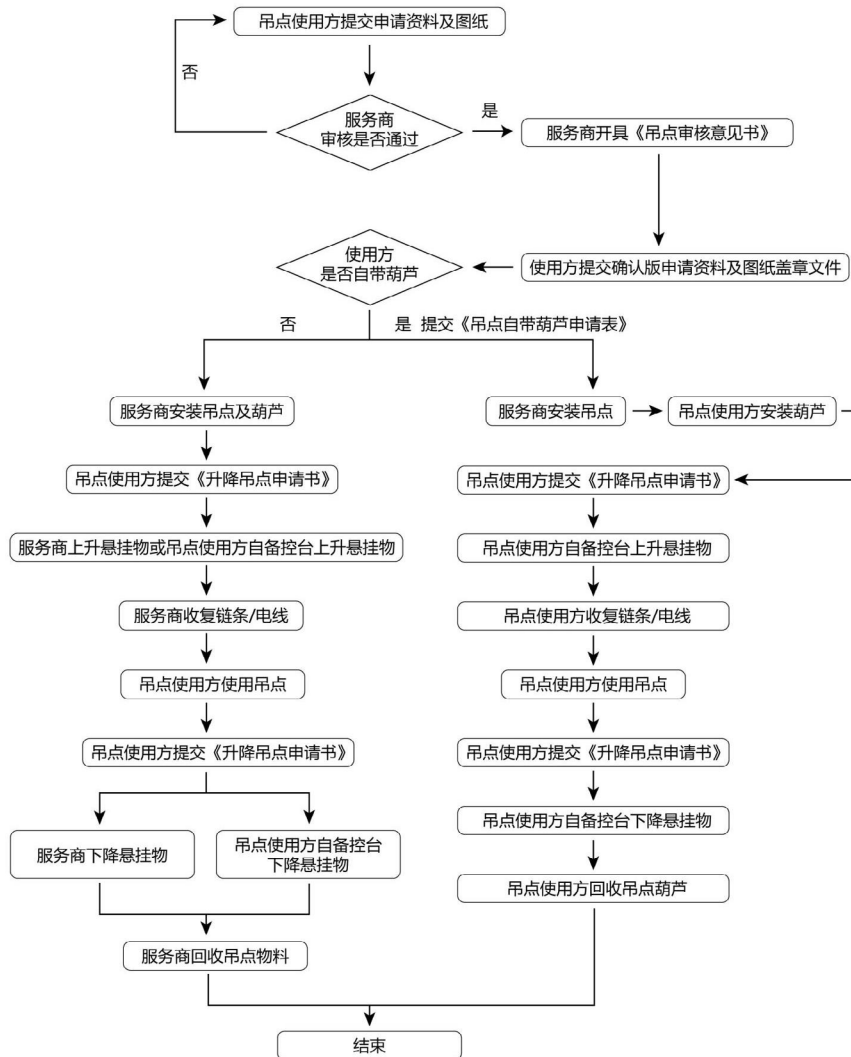 吊点使用方提交申请资料及图纸
否
服务商
审核是否通过
是
服务商开具《吊点审核意见书》
使用方
是否自带葫芦
使用方提交确认版申请资料及图纸盖章文件
否
是 提交《吊点自带葫芦申请表》
服务商安装吊点及葫芦
服务商安装吊点
吊点使用方安装葫芦
吊点使用方提交《升降吊点申请书》
吊点使用方提交《升降吊点申请书》
服务商上升悬挂物或吊点使用方自备控台上升悬挂物
吊点使用方自备控台上升悬挂物
服务商收复链条/电线
吊点使用方收复链条/电线
吊点使用方使用吊点
吊点使用方使用吊点
吊点使用方提交《升降吊点申请书》
吊点使用方提交《升降吊点申请书》
服务商下降悬挂物
吊点使用方自备控台
下降悬挂物
吊点使用方自备控台下降悬挂物
吊点使用方回收吊点葫芦
服务商回收吊点物料
结束